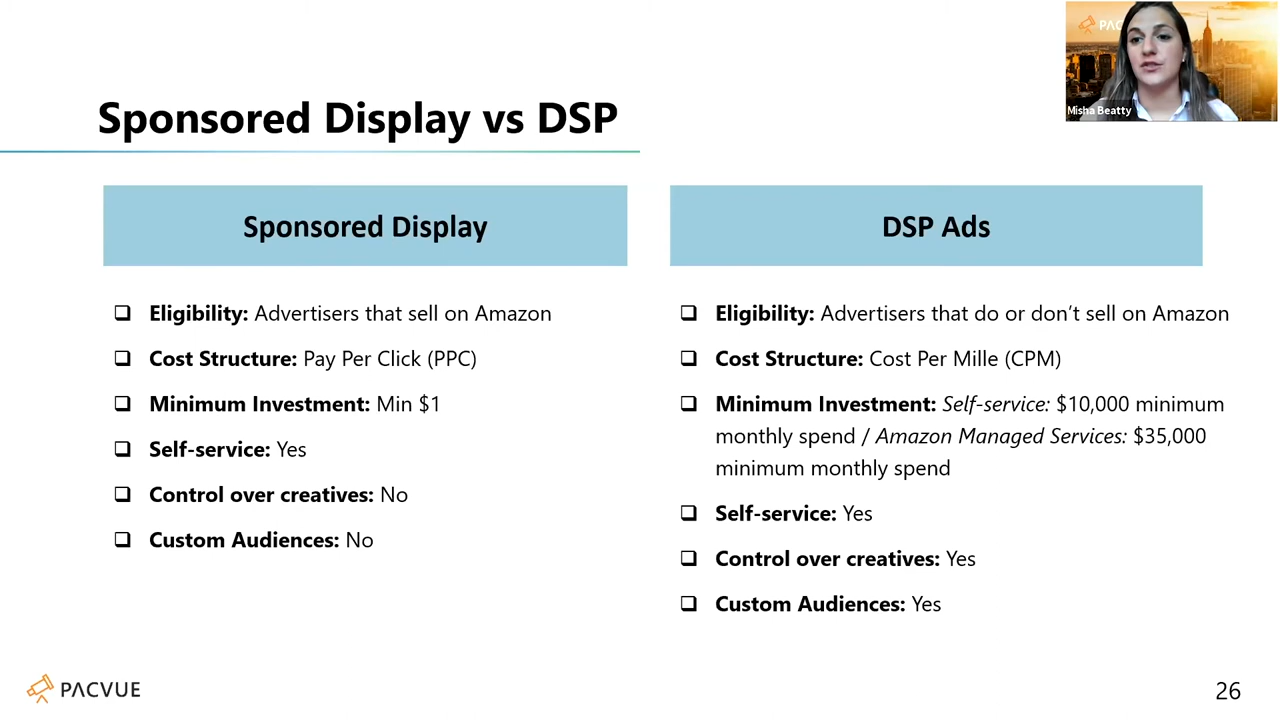 PAC
Misha Beatty
Sponsored Display vs DSP
Sponsored Display
❑ Eligibility: Advertisers that sell on Amazon
❑ Cost Structure: Pay Per Click (PPC)
❑ Minimum Investment: Min $1
❑ Self-service: Yes
❑ Control over creatives: No
❑ Custom Audiences: No
DSP Ads
❑ Eligibility: Advertisers that do or don’t sell on Amazon
❑ Cost Structure: Cost Per Mille (CPM)
❑ Minimum Investment: Self-service: $10,000 minimum
monthly spend / Amazon Managed Services: $35,000
minimum monthly spend
❑ Self-service: Yes
❑ Control over creatives: Yes
❑ Custom Audiences: Yes
PACVUE
26